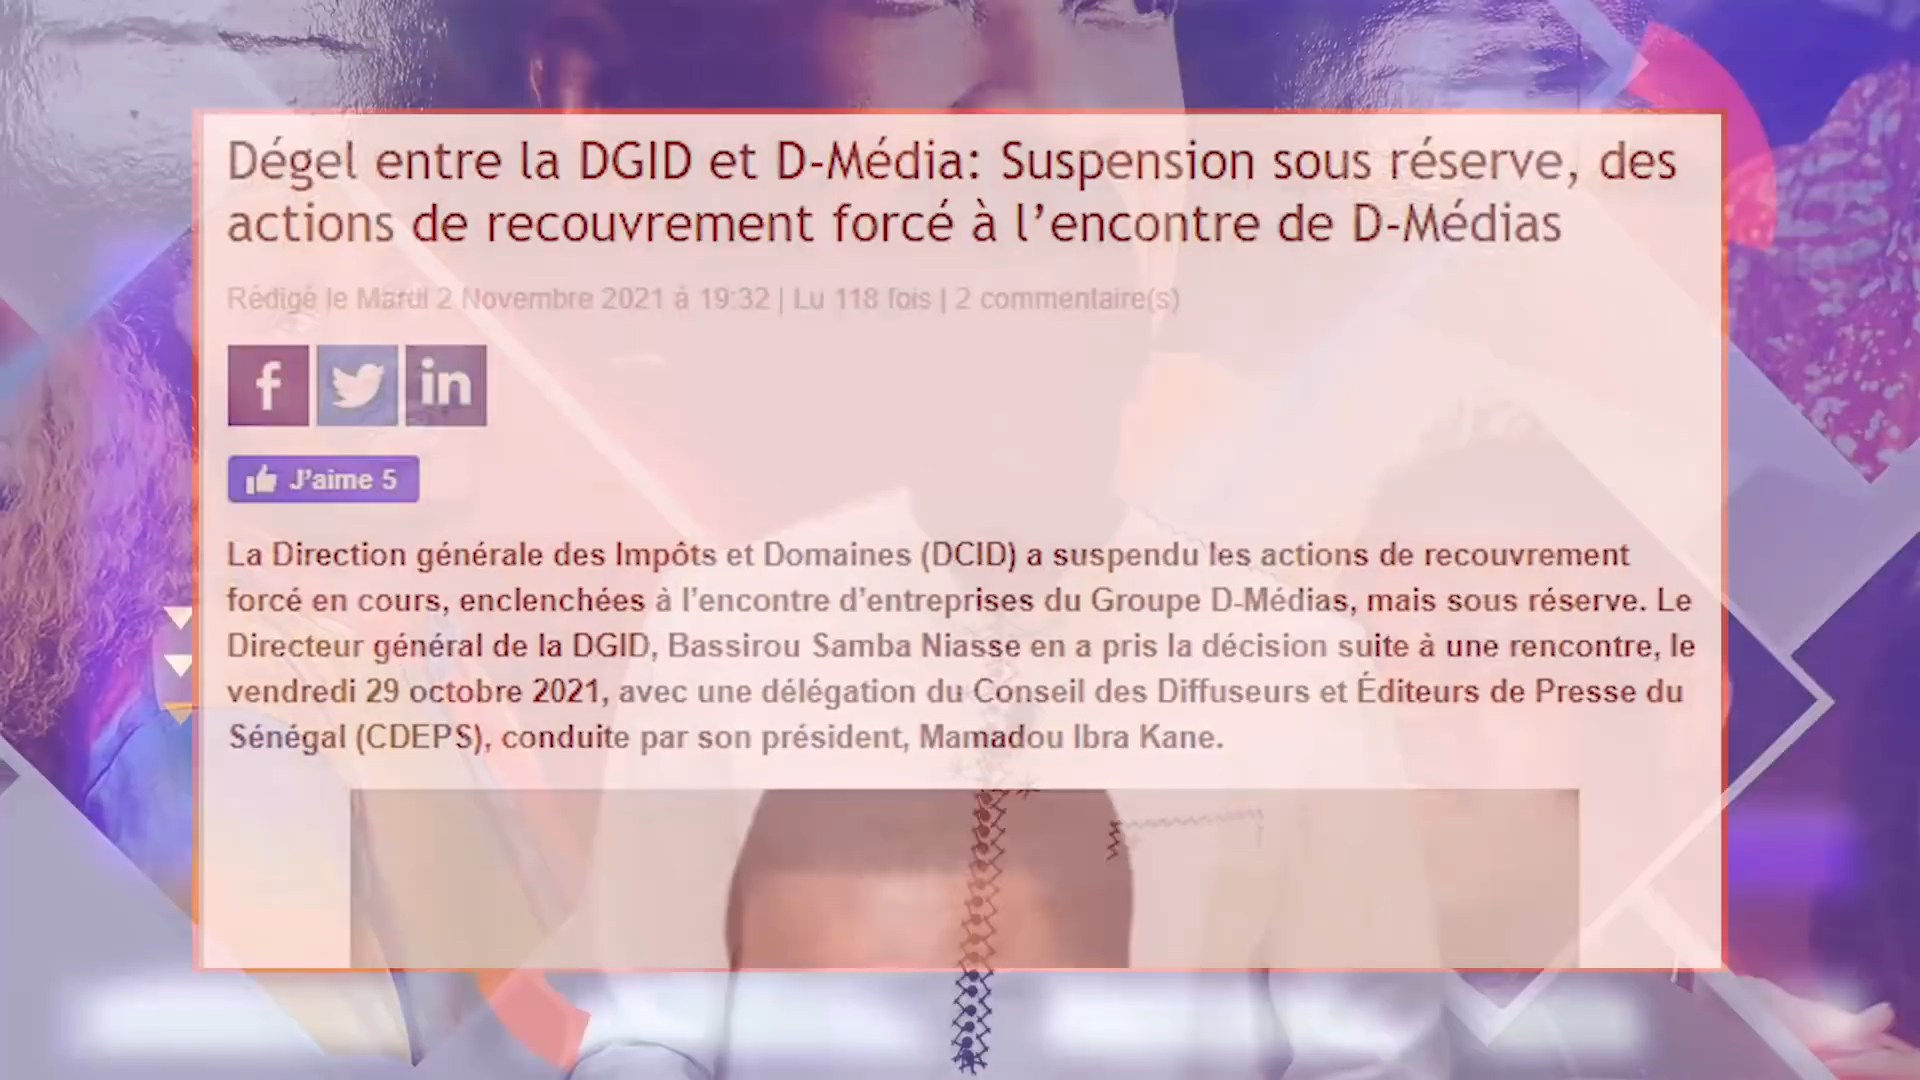 Dégel entre la DGID et D-Média: Suspension sous réserve, des
actions de recouvrement forcé à l’encontre de D-Médias
Rédigé le Mardi 2 Novembre 2021 à 19:32 | Lu 118 fois | 2 commentaire(s)
f in
J'aime 5
La Direction générale des Impôts et Domaines (DCID) a suspendu les actions de recouvrement
forcé en cours, enclenchées à l’encontre d’entreprises du Groupe D-Médias, mais sous réserve. Le
Directeur général de la DGID, Bassirou Samba Niasse en a pris la décision suite à une rencontre, le
vendredi 29 octobre 2021, avec une délégation du Conseil des Diffuseurs et Éditeurs de Presse du
Sénégal (CDEPS), conduite par son président, Mamadou Ibra Kane.